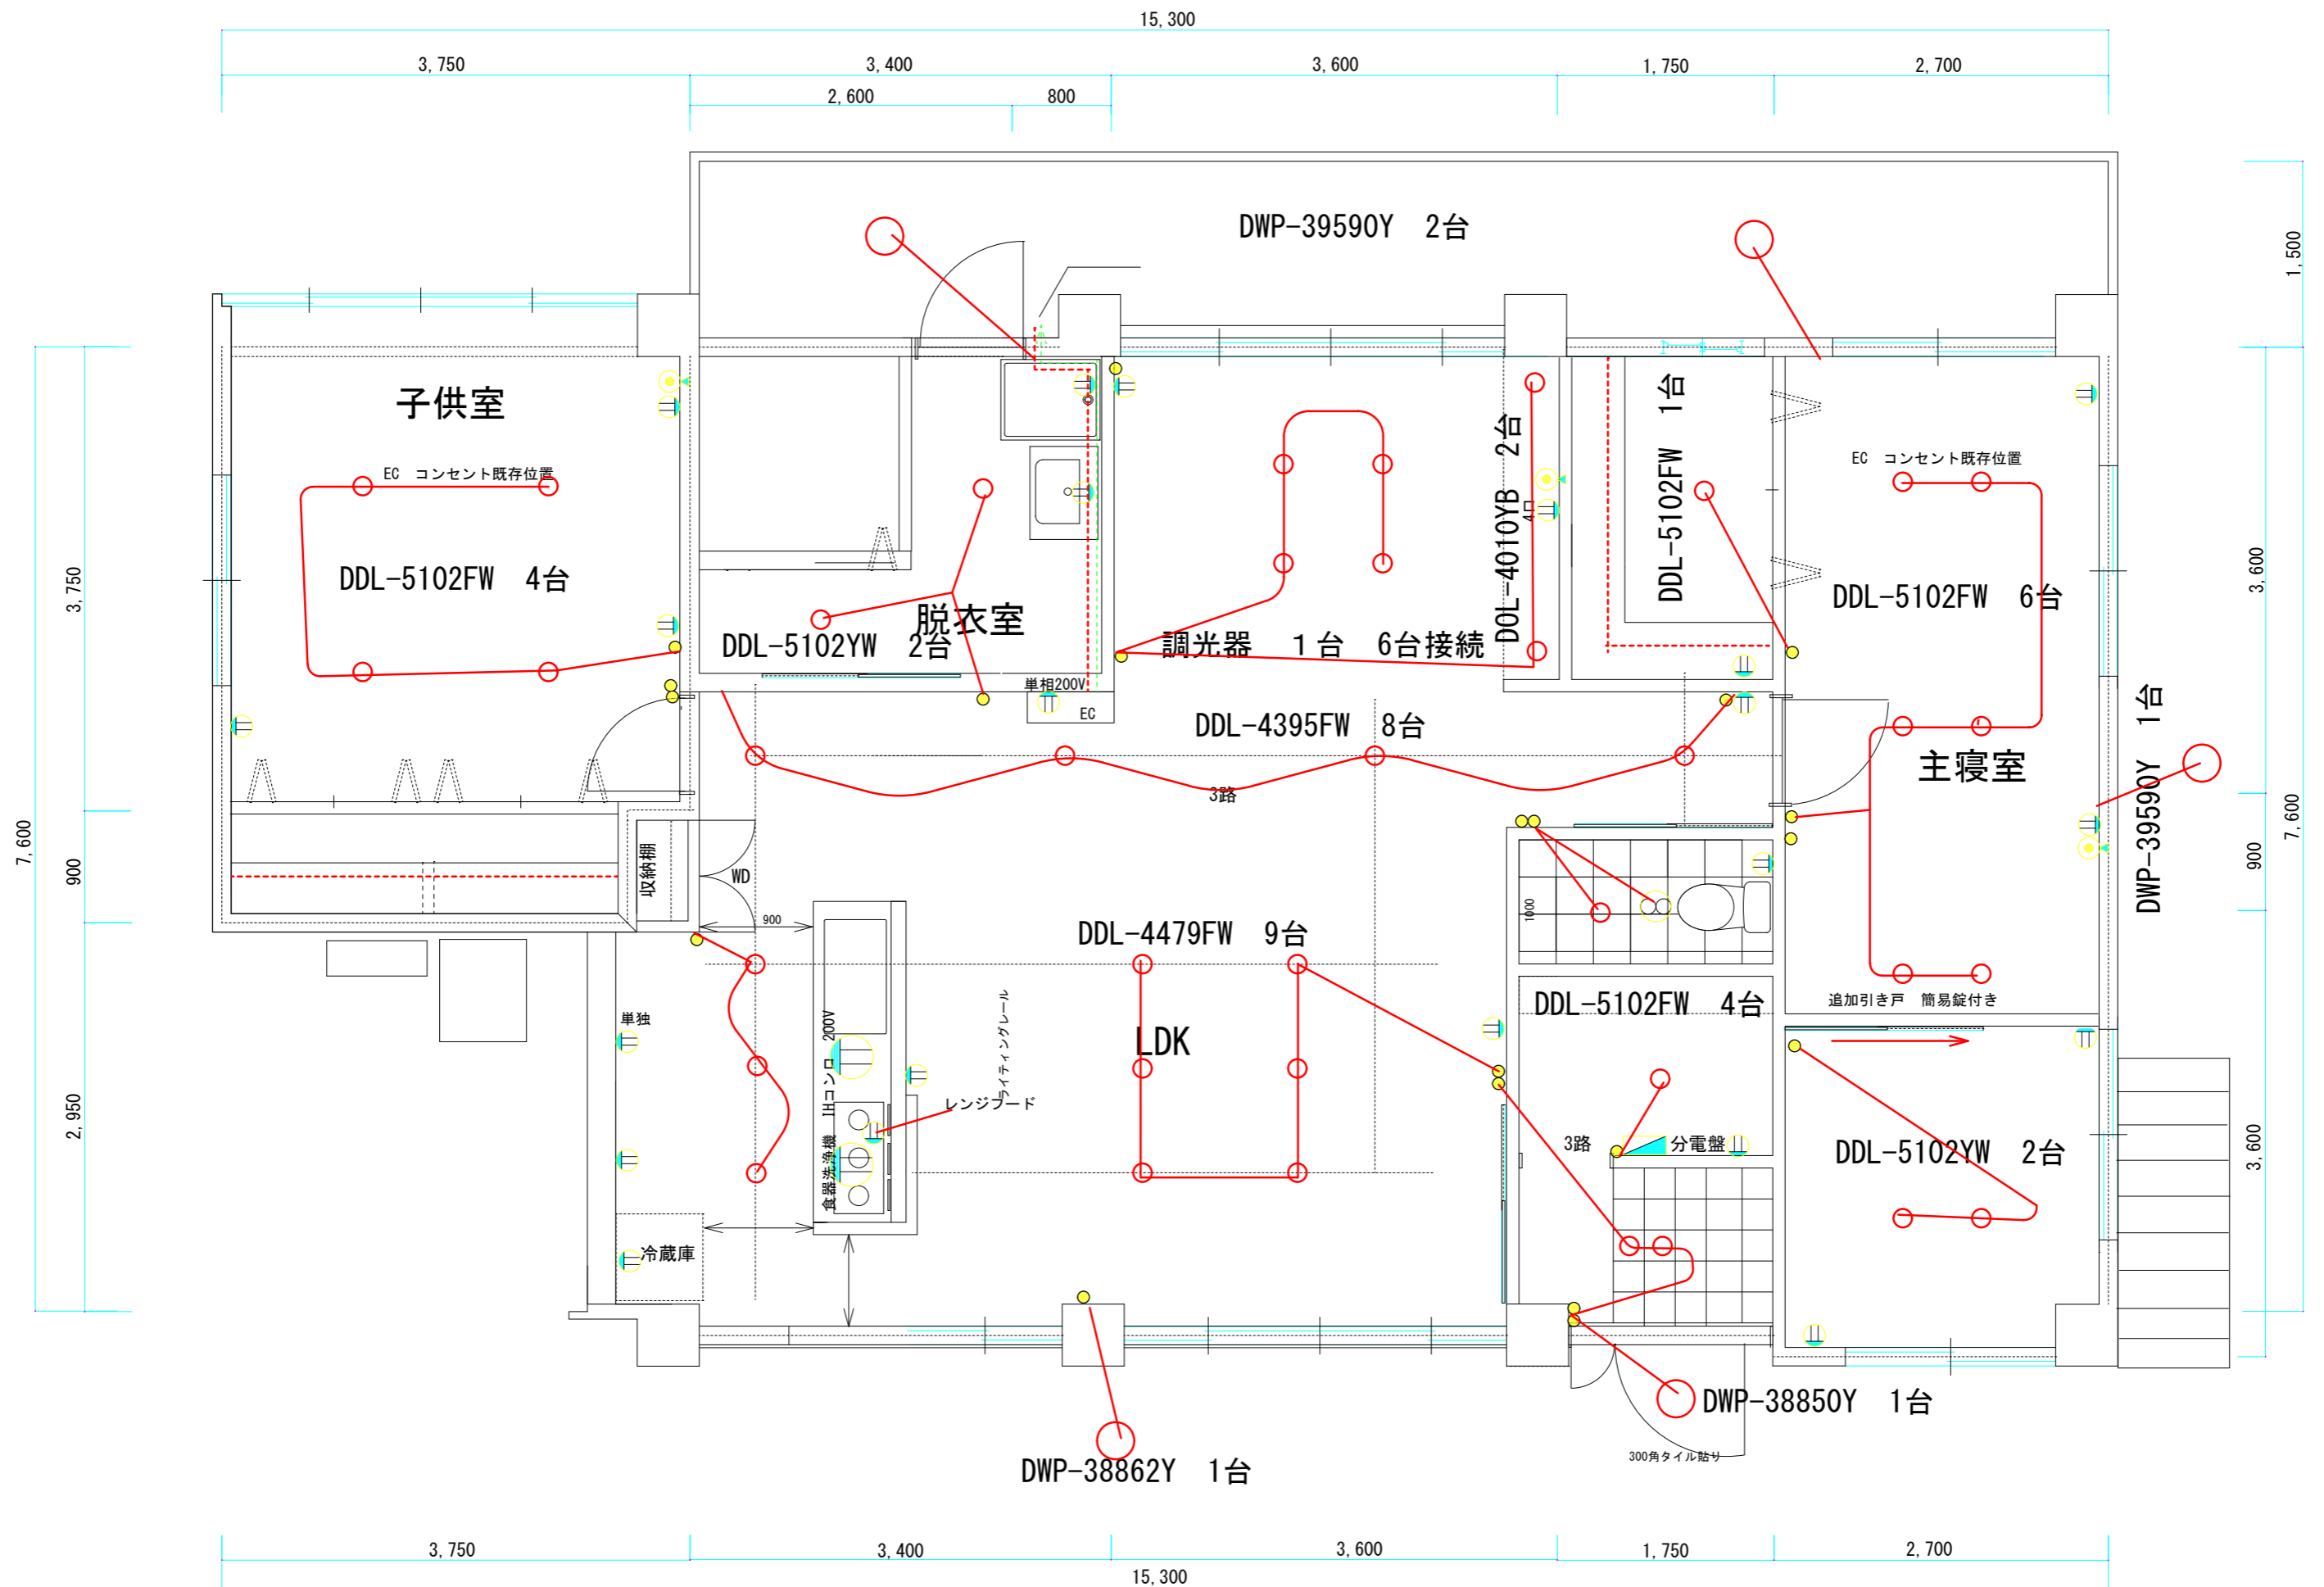 15,300
3,750
3,400
3,600
1,750
2,700
2,600
800
DWP-39590Y 2台
1,500
子供室
EC コンセント既存位置
DDL-5102FW 4台
脱衣室
DDL-5102YW 2台
調光器 1台 6台接続
DOL-4010YB 2台
4口
DDL-5102FW 1台
EC コンセント既存位置
DDL-5102FW 6台
主寝室
単相200V
EC
DDL-4395FW 8台
3路
DWP-39590Y 1台
3,750
7,600
900
2,950
3,600
900
7,600
3,600
収納棚
WD
900
1000
DDL-4479FW 9台
LDK
単独
IHコンロ 200V
食器洗浄機
ライティングレール
レンジフード
冷蔵庫
DDL-5102FW 4台
追加引き戸 簡易錠付き
3路
分電盤
DDL-5102YW 2台
DWP-38850Y 1台
300角タイル貼り
DWP-38862Y 1台
3,750
3,400
3,600
1,750
2,700
15,300